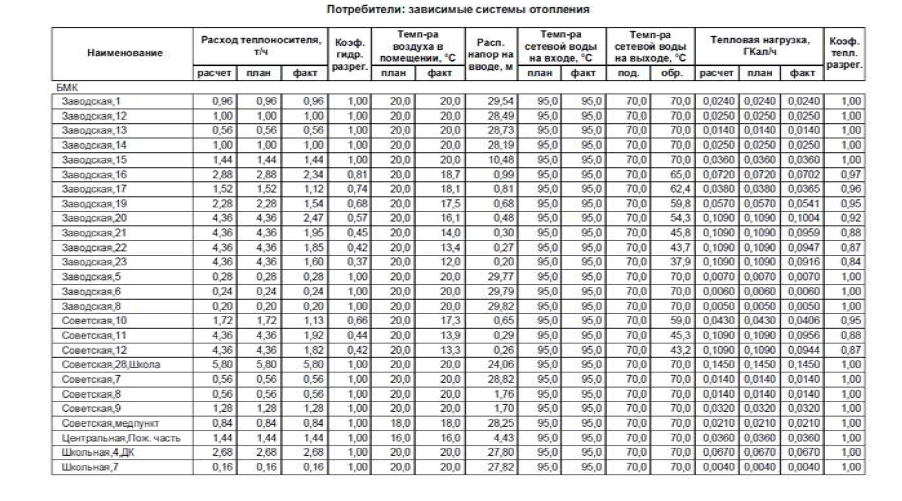 Потребители: зависимые системы отопления
Наименование | Расход теплоносителя, т/ч | Коэф. гидр. разрег. | Темп-ра воздуха в помещении, °С | Расп. напор на вводе, м | Темп-ра сетевой воды на входе, °С | Темп-ра сетевой воды на выходе, °С | Тепловая нагрузка, ГКал/ч | Коэф. тепл. разрег.
расчет | план | факт | план | факт | план | факт | под. | обр. | расчет | план | факт
БМК
Заводская,1 0,96 0,96 0,96 1,00 20,0 20,0 29,54 95,0 95,0 70,0 70,0 0,0240 0,0240 0,0240 1,00
Заводская,12 1,00 1,00 1,00 1,00 20,0 20,0 28,49 95,0 95,0 70,0 70,0 0,0250 0,0250 0,0250 1,00
Заводская,13 0,56 0,56 0,56 1,00 20,0 20,0 28,73 95,0 95,0 70,0 70,0 0,0140 0,0140 0,0140 1,00
Заводская,14 1,00 1,00 1,00 1,00 20,0 20,0 28,19 95,0 95,0 70,0 70,0 0,0250 0,0250 0,0250 1,00
Заводская,15 1,44 1,44 1,44 1,00 20,0 20,0 10,48 95,0 95,0 70,0 70,0 0,0360 0,0360 0,0360 1,00
Заводская,16 2,88 2,88 2,34 0,81 20,0 18,7 0,99 95,0 95,0 70,0 65,0 0,0720 0,0720 0,0702 0,97
Заводская,17 1,52 1,52 1,12 0,74 20,0 18,1 0,81 95,0 95,0 70,0 62,4 0,0380 0,0380 0,0365 0,96
Заводская,19 2,28 2,28 1,54 0,68 20,0 17,5 0,68 95,0 95,0 70,0 59,8 0,0570 0,0570 0,0541 0,95
Заводская,20 4,36 4,36 2,47 0,57 20,0 16,1 0,48 95,0 95,0 70,0 54,3 0,1090 0,1090 0,1004 0,92
Заводская,21 4,36 4,36 1,95 0,45 20,0 14,0 0,30 95,0 95,0 70,0 45,8 0,1090 0,1090 0,0959 0,88
Заводская,22 4,36 4,36 1,85 0,42 20,0 13,4 0,27 95,0 95,0 70,0 43,7 0,1090 0,1090 0,0947 0,87
Заводская,23 4,36 4,36 1,60 0,37 20,0 12,0 0,20 95,0 95,0 70,0 37,9 0,1090 0,1090 0,0916 0,84
Заводская,5 0,28 0,28 0,28 1,00 20,0 20,0 29,77 95,0 95,0 70,0 70,0 0,0070 0,0070 0,0070 1,00
Заводская,6 0,24 0,24 0,24 1,00 20,0 20,0 29,79 95,0 95,0 70,0 70,0 0,0060 0,0060 0,0060 1,00
Заводская,8 0,20 0,20 0,20 1,00 20,0 20,0 29,82 95,0 95,0 70,0 70,0 0,0050 0,0050 0,0050 1,00
Советская,10 1,72 1,72 1,13 0,66 20,0 17,3 0,65 95,0 95,0 70,0 59,0 0,0430 0,0430 0,0406 0,95
Советская,11 4,36 4,36 1,92 0,44 20,0 13,9 0,29 95,0 95,0 70,0 45,3 0,1090 0,1090 0,0956 0,88
Советская,12 4,36 4,36 1,82 0,42 20,0 13,3 0,26 95,0 95,0 70,0 43,2 0,1090 0,1090 0,0944 0,87
Советская,28,Школа 5,80 5,80 5,80 1,00 20,0 20,0 24,06 95,0 95,0 70,0 70,0 0,1450 0,1450 0,1450 1,00
Советская,7 0,56 0,56 0,56 1,00 20,0 20,0 28,82 95,0 95,0 70,0 70,0 0,0140 0,0140 0,0140 1,00
Советская,8 0,56 0,56 0,56 1,00 20,0 20,0 1,76 95,0 95,0 70,0 70,0 0,0140 0,0140 0,0140 1,00
Советская,9 1,28 1,28 1,28 1,00 20,0 20,0 1,70 95,0 95,0 70,0 70,0 0,0320 0,0320 0,0320 1,00
Советская,медпункт 0,84 0,84 0,84 1,00 18,0 18,0 28,25 95,0 95,0 70,0 70,0 0,0210 0,0210 0,0210 1,00
Центральная,Пож. часть 1,44 1,44 1,44 1,00 16,0 16,0 4,43 95,0 95,0 70,0 70,0 0,0360 0,0360 0,0360 1,00
Школьная,4,ДК 2,68 2,68 2,68 1,00 20,0 20,0 27,80 95,0 95,0 70,0 70,0 0,0670 0,0670 0,0670 1,00
Школьная,7 0,16 0,16 0,16 1,00 20,0 20,0 27,82 95,0 95,0 70,0 70,0 0,0040 0,0040 0,0040 1,00